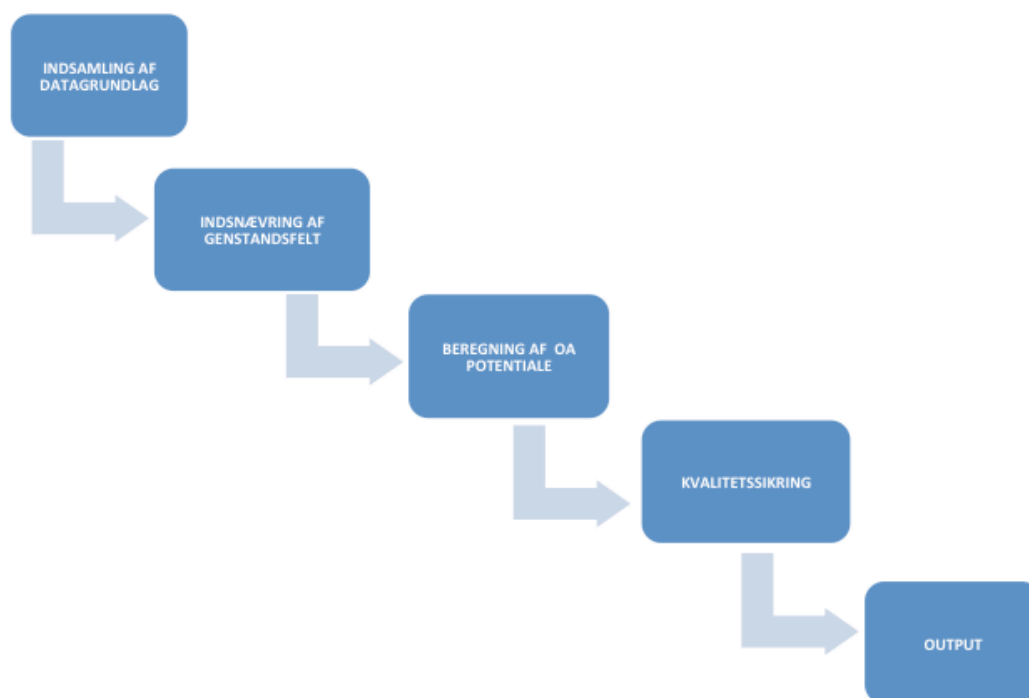 INDSAMLING AF
DATAGRUNDLAG
INDSNÆVRING AF
GENSTANDSFELT
BEREGNING AF OA
POTENTIALE
KVALITETSSIKRING
OUTPUT